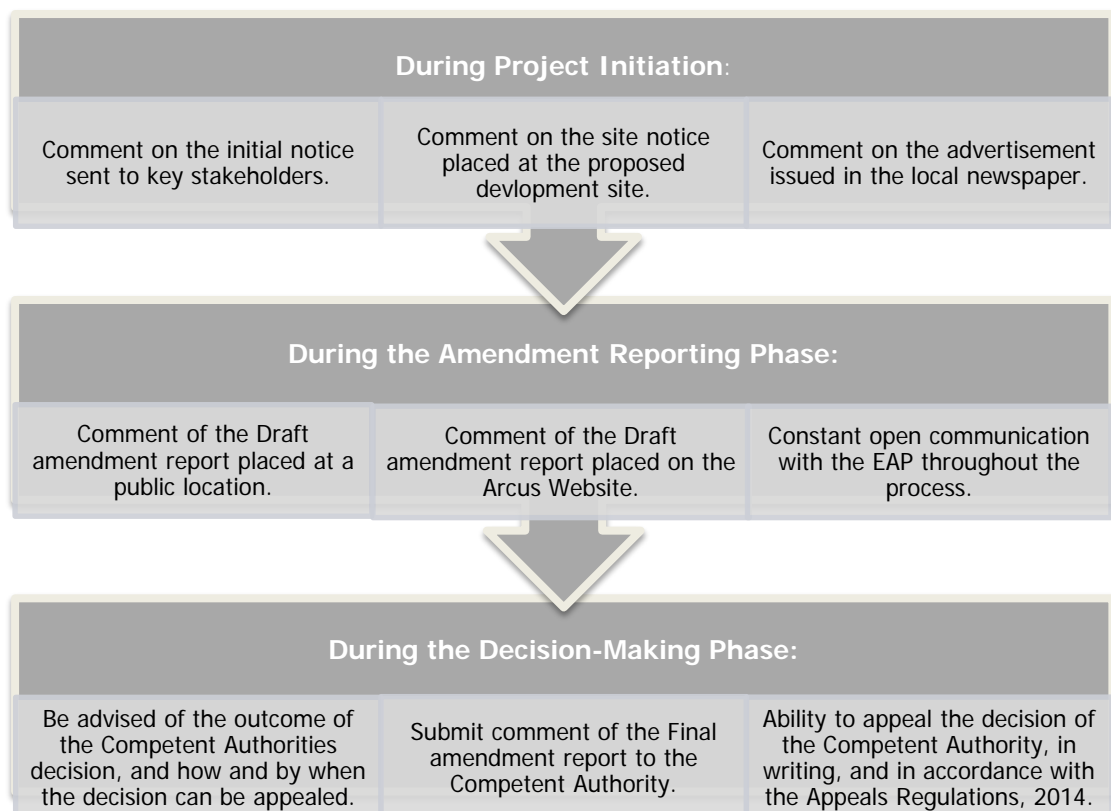 During Project Initiation:
Comment on the initial notice
sent to key stakeholders.
Comment on the site notice
placed at the proposed
devlopment site.
Comment on the advertisement
issued in the local newspaper.
During the Amendment Reporting Phase:
Comment of the Draft
amendment report placed at a
public location.
Comment of the Draft
amendment report placed on the
Arcus Website.
Constant open communication
with the EAP throughout the
process.
During the Decision-Making Phase:
Be advised of the outcome of
the Competent Authorities
decision, and how and by when
the decision can be appealed.
Submit comment of the Final
amendment report to the
Competent Authority.
Ability to appeal the decision of
the Competent Authority, in
writing, and in accordance with
the Appeals Regulations, 2014.